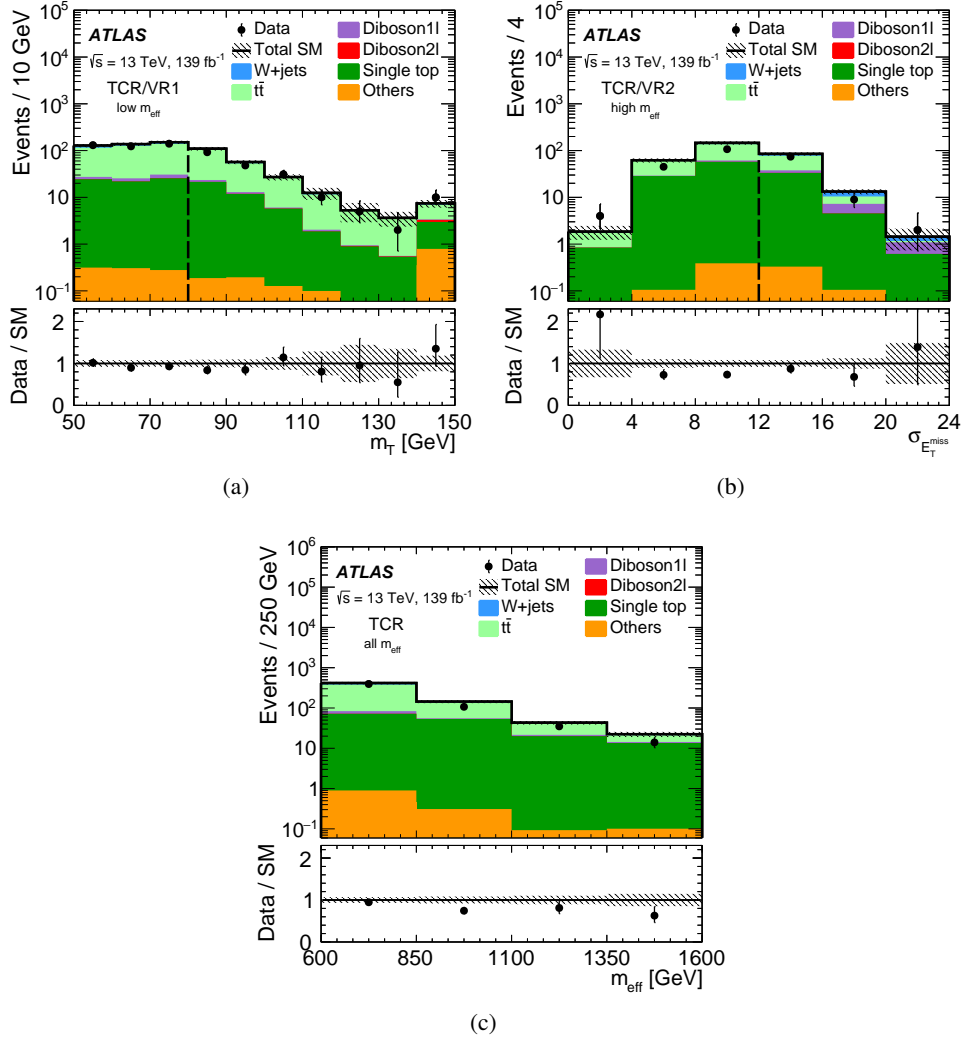 Events / 10 GeV
10⁵
10⁴
10³
10²
10
1
10⁻¹
ATLAS
√s = 13 TeV, 139 fb⁻¹
TCR/VR1
low m_eff
Data
Total SM
W+jets
tt̄
Diboson1l
Diboson2l
Single top
Others
Data / SM
2
1
0
50 70 90 110 130 150
m_T [GeV]
(a)
Events / 4
10⁵
10⁴
10³
10²
10
1
10⁻¹
ATLAS
√s = 13 TeV, 139 fb⁻¹
TCR/VR2
high m_eff
Data
Total SM
W+jets
tt̄
Diboson1l
Diboson2l
Single top
Others
Data / SM
2
1
0
0 4 8 12 16 20 24
σ_E_T^miss
(b)
Events / 250 GeV
10⁶
10⁵
10⁴
10³
10²
10
1
10⁻¹
ATLAS
√s = 13 TeV, 139 fb⁻¹
TCR
all m_eff
Data
Total SM
W+jets
tt̄
Diboson1l
Diboson2l
Single top
Others
Data / SM
2
1
0
600 850 1100 1350 1600
m_eff [GeV]
(c)